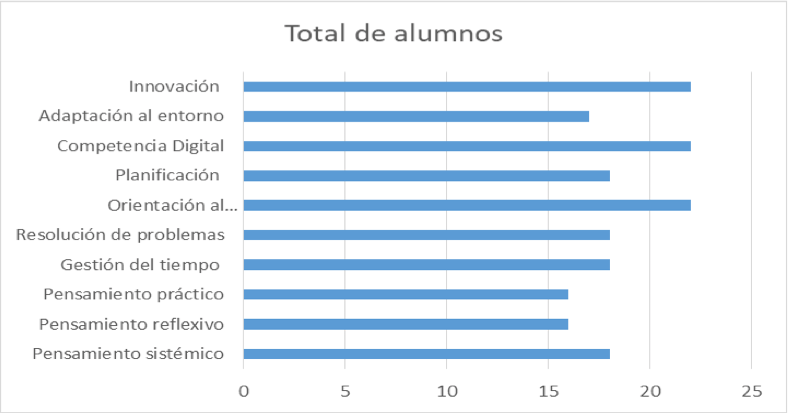 Total de alumnos
Innovación
Adaptación al entorno
Competencia Digital
Planificación
Orientación al...
Resolución de problemas
Gestión del tiempo
Pensamiento práctico
Pensamiento reflexivo
Pensamiento sistémico
0 5 10 15 20 25